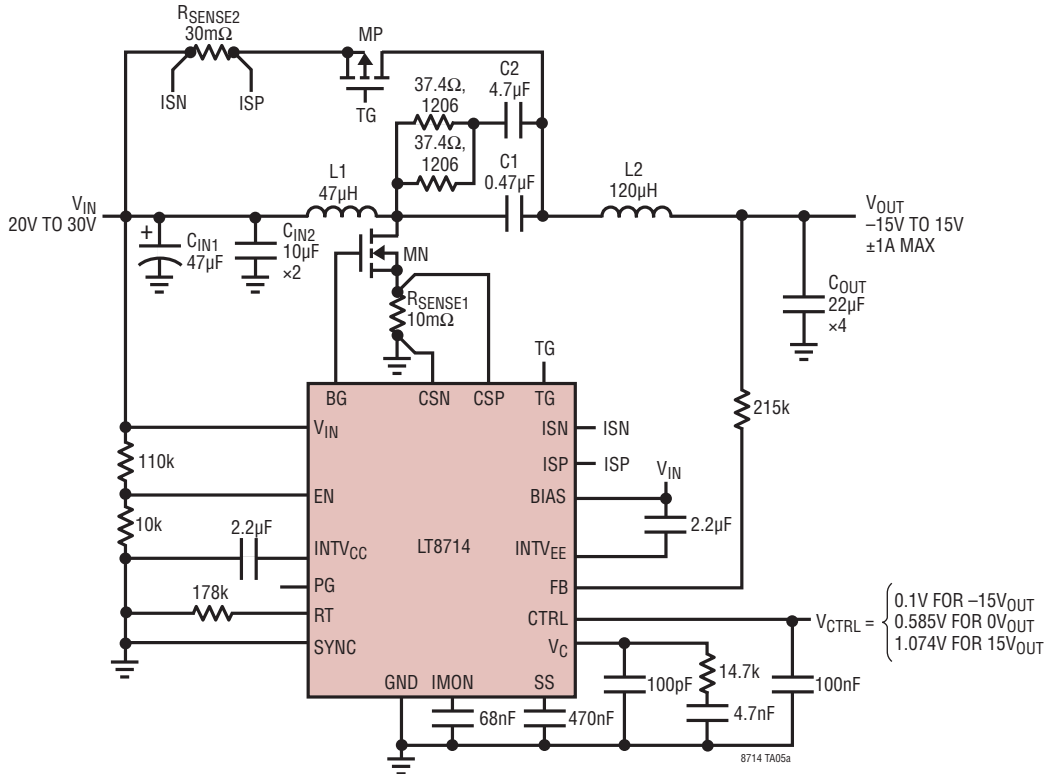 RSENSE2
30mΩ
MP
ISN
ISP
TG
37.4Ω,
1206
37.4Ω,
1206
C2
4.7µF
C1
0.47µF
L1
47µH
L2
120µH
VIN
20V TO 30V
+
CIN1
47µF
CIN2
10µF
×2
MN
RSENSE1
10mΩ
VOUT
–15V TO 15V
±1A MAX
COUT
22µF
×4
TG
BG
CSN
CSP
TG
215k
VIN
ISN
ISN
ISP
ISP
110k
EN
BIAS
VIN
10k
2.2µF
2.2µF
INTVCC
LT8714
INTVEE
PG
FB
178k
RT
CTRL
VCTRL =
0.1V FOR –15VOUT
0.585V FOR 0VOUT
1.074V FOR 15VOUT
SYNC
VC
GND
IMON
SS
68nF
470nF
100pF
14.7k
4.7nF
100nF
8714 TA05a